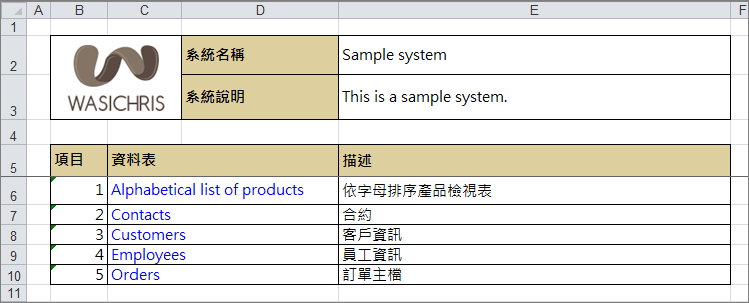 A B C D E F
1
2 系統名稱 Sample system
WASICHRIS
3 系統說明 This is a sample system.
4
5 項目 資料表 描述
6 1 Alphabetical list of products 依字母排序產品檢視表
7 2 Contacts 合約
8 3 Customers 客戶資訊
9 4 Employees 員工資訊
10 5 Orders 訂單主檔
11